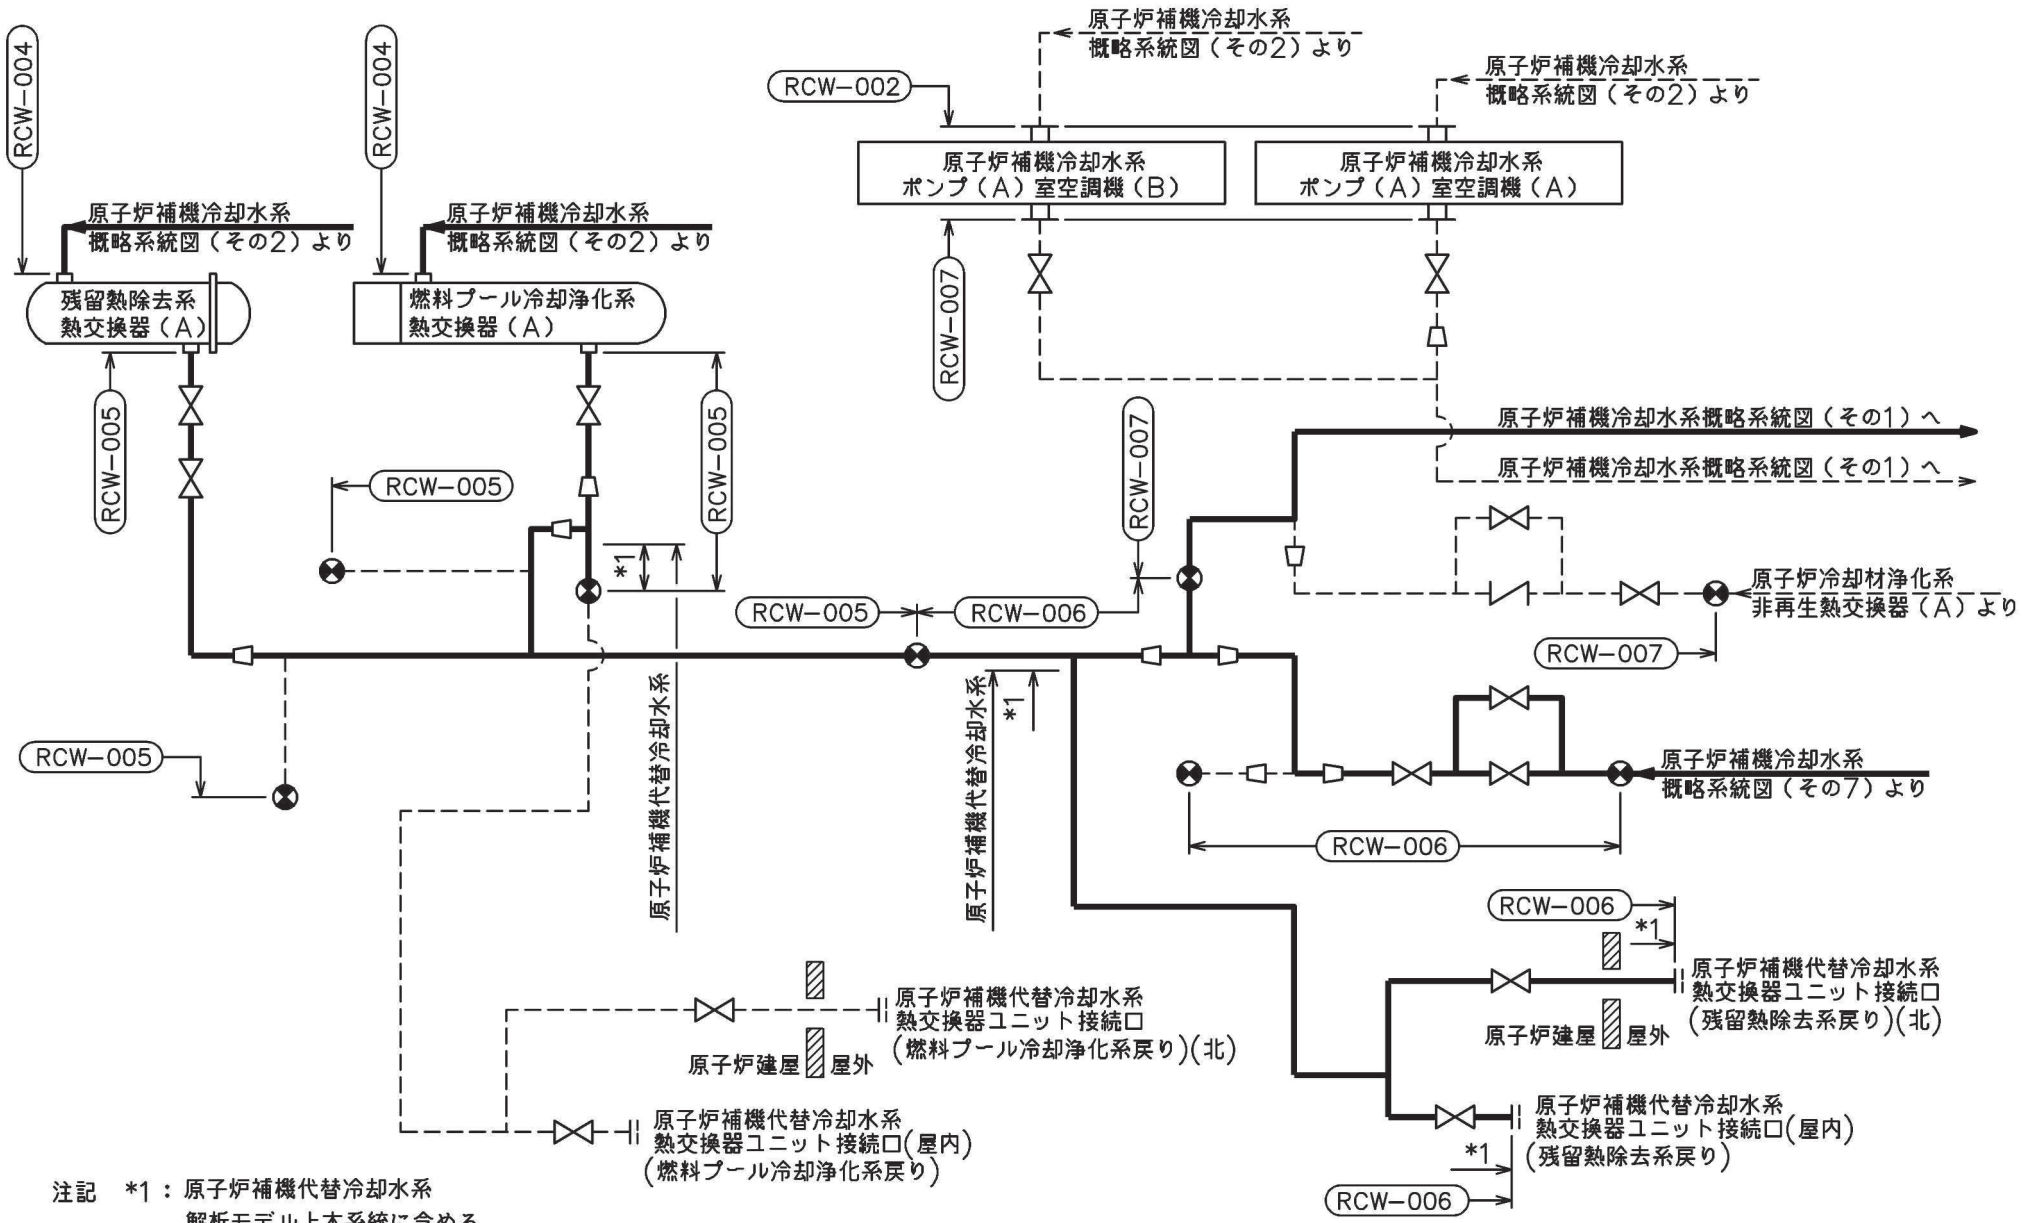 RCW-004
RCW-004
原子炉補機冷却水系
概略系統図(その2)より
原子炉補機冷却水系
概略系統図(その2)より
RCW-002
原子炉補機冷却水系
ポンプ(A)室空調機(B)
原子炉補機冷却水系
ポンプ(A)室空調機(A)
原子炉補機冷却水系
概略系統図(その2)より
原子炉補機冷却水系
概略系統図(その2)より
残留熱除去系
熱交換器(A)
燃料プール冷却浄化系
熱交換器(A)
RCW-007
RCW-005
RCW-005
RCW-005
RCW-007
原子炉補機冷却水系概略系統図(その1)へ
原子炉補機冷却水系概略系統図(その1)へ
*1
RCW-005
RCW-006
原子炉冷却材浄化系
非再生熱交換器(A)より
RCW-007
原子炉補機代替冷却水系
原子炉補機代替冷却水系
*1
RCW-005
原子炉補機冷却水系
概略系統図(その7)より
RCW-006
RCW-006
*1
原子炉補機代替冷却水系
熱交換器ユニット接続口
(残留熱除去系戻り)(北)
原子炉建屋
屋外
原子炉補機代替冷却水系
熱交換器ユニット接続口
(燃料プール冷却浄化系戻り)(北)
原子炉建屋
屋外
原子炉補機代替冷却水系
熱交換器ユニット接続口(屋内)
(燃料プール冷却浄化系戻り)
原子炉補機代替冷却水系
熱交換器ユニット接続口(屋内)
(残留熱除去系戻り)
*1
RCW-006
注記 *1:原子炉補機代替冷却水系
解析モデル上本系統に含める